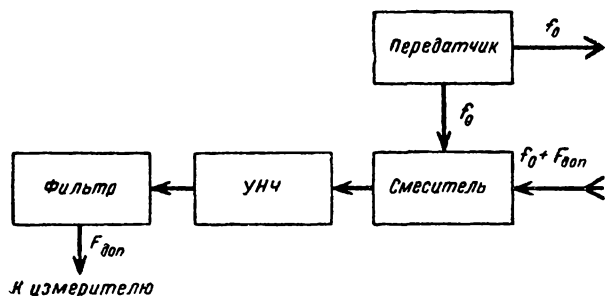 f₀
Передатчик
f₀
f₀ + Fдоп
Фильтр
УНЧ
Смеситель
Fдоп
К измерителю